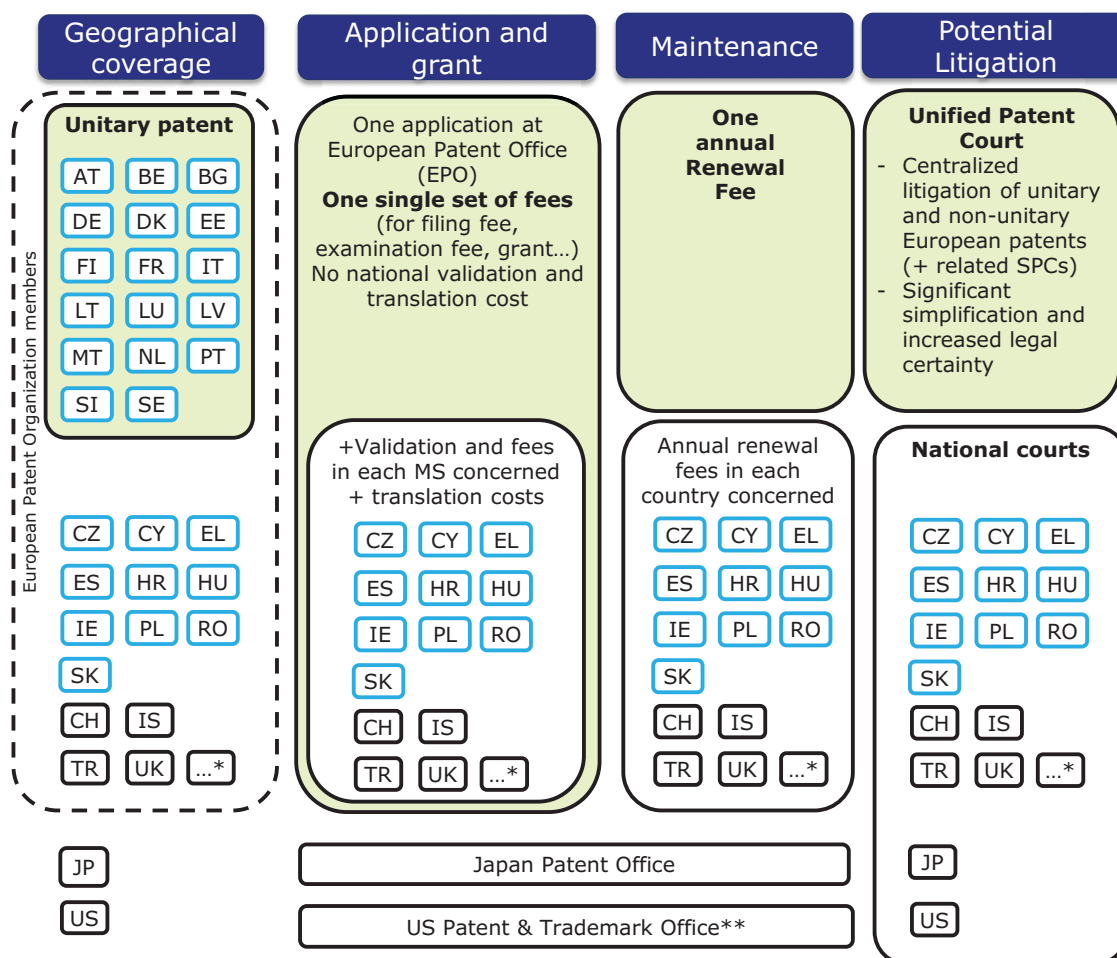 Geographical
coverage
Application and
grant
Maintenance
Potential
Litigation
European Patent Organization members
Unitary patent
AT BE BG
DE DK EE
FI FR IT
LT LU LV
MT NL PT
SI SE
CZ CY EL
ES HR HU
IE PL RO
SK
CH IS
TR UK ...*
JP
US
One application at
European Patent Office
(EPO)
One single set of fees
(for filing fee,
examination fee, grant...)
No national validation and
translation cost
+Validation and fees
in each MS concerned
+ translation costs
CZ CY EL
ES HR HU
IE PL RO
SK
CH IS
TR UK ...*
One
annual
Renewal
Fee
Annual renewal
fees in each
country concerned
CZ CY EL
ES HR HU
IE PL RO
SK
CH IS
TR UK ...*
Japan Patent Office
US Patent & Trademark Office**
Unified Patent
Court
- Centralized
litigation of unitary
and non-unitary
European patents
(+ related SPCs)
- Significant
simplification and
increased legal
certainty
National courts
CZ CY EL
ES HR HU
IE PL RO
SK
CH IS
TR UK ...*
JP
US